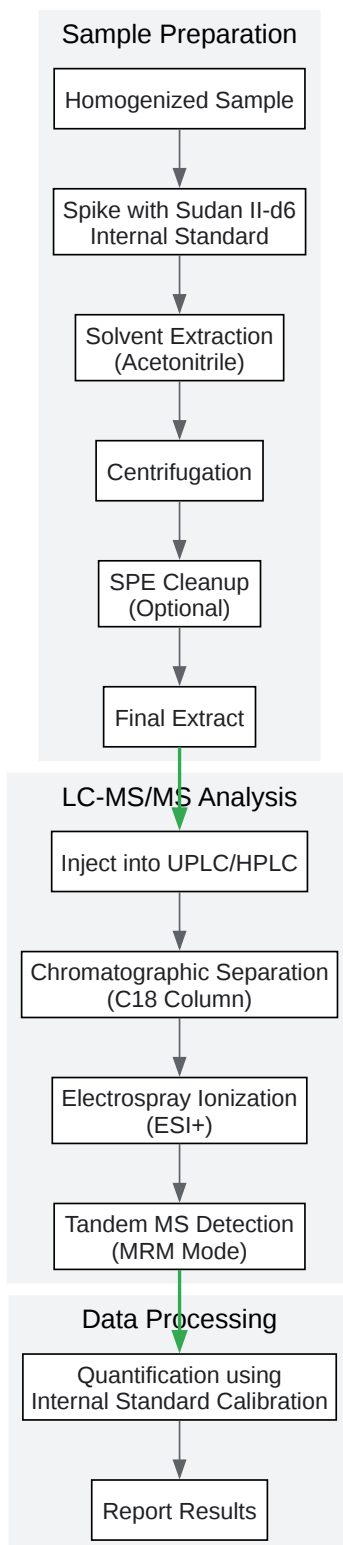 Sample Preparation
Homogenized Sample
Spike with Sudan II-d6
Internal Standard
Solvent Extraction
(Acetonitrile)
Centrifugation
SPE Cleanup
(Optional)
Final Extract
LC-MS/MS Analysis
Inject into UPLC/HPLC
Chromatographic Separation
(C18 Column)
Electrospray Ionization
(ESI+)
Tandem MS Detection
(MRM Mode)
Data Processing
Quantification using
Internal Standard Calibration
Report Results